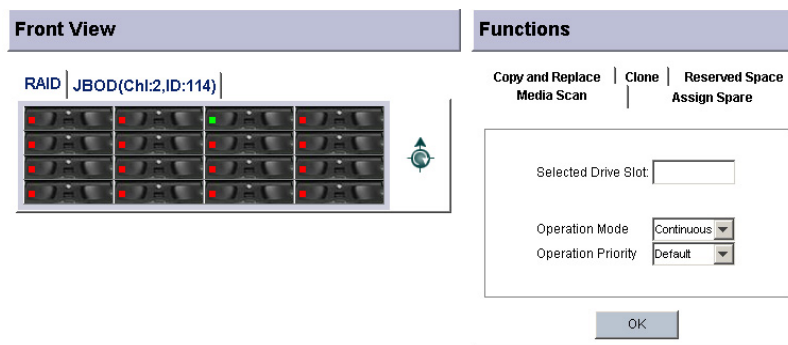 Front View
RAID JBOD(Chl:2,ID:114)
Functions
Copy and Replace Clone Reserved Space
Media Scan Assign Spare
Selected Drive Slot:
Operation Mode Continuous
Operation Priority Default
OK